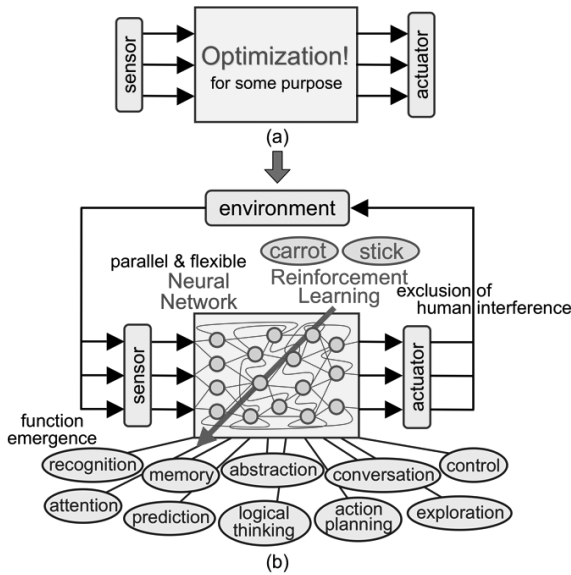 sensor
Optimization!
for some purpose
actuator
(a)
environment
carrot
stick
parallel & flexible
Neural
Network
Reinforcement
Learning
exclusion of
human interference
sensor
actuator
function
emergence
recognition
memory
abstraction
conversation
control
attention
prediction
logical
thinking
action
planning
exploration
(b)